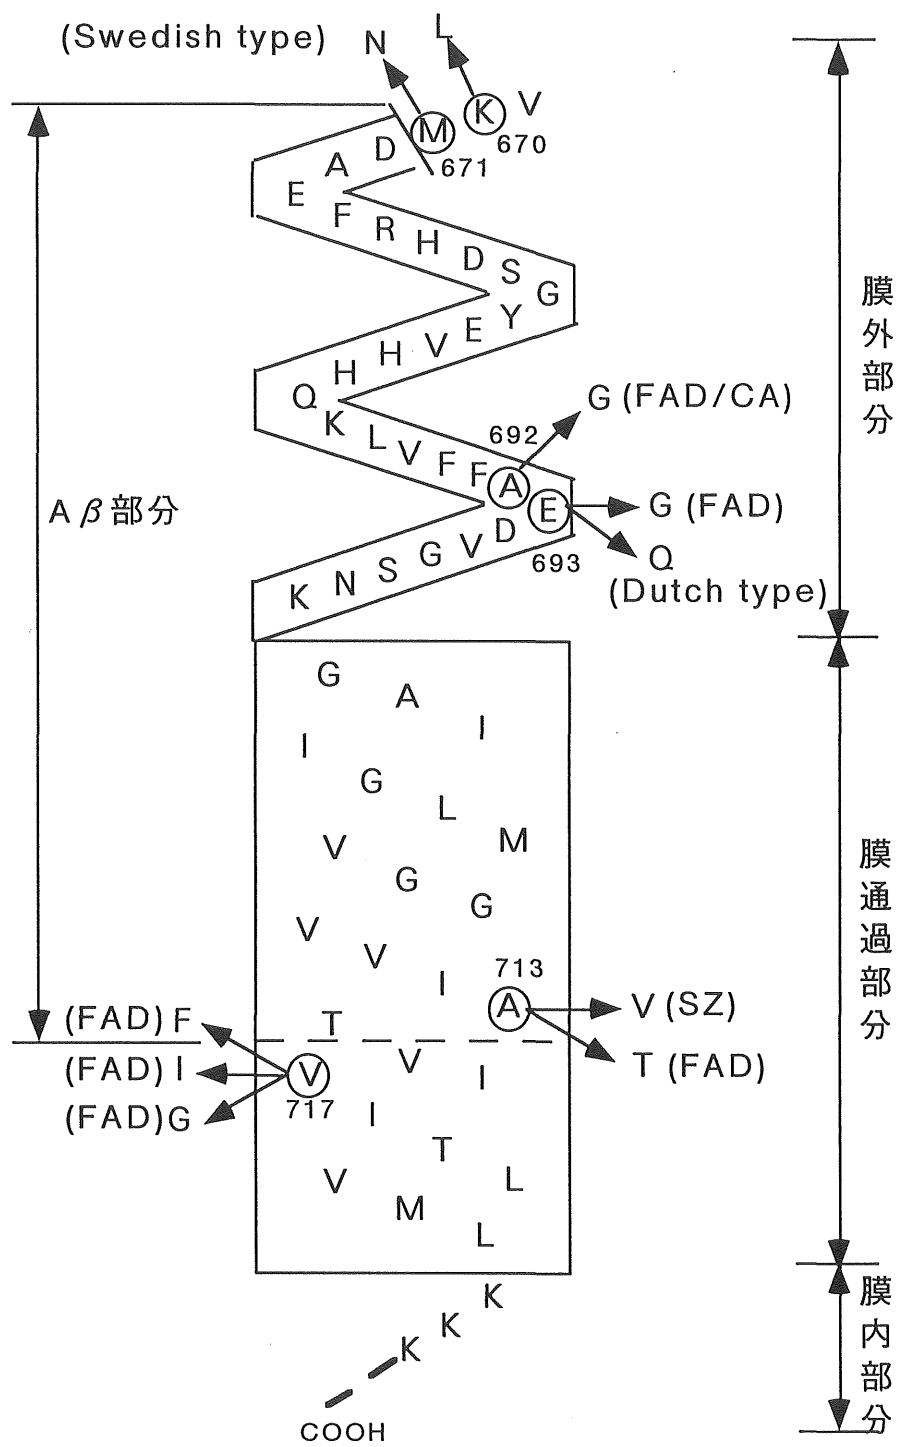 (Swedish type) N L
M K V
671 670
D
A
E
F
R
H
D
S
G
Y
E
V
H
H
Q
K
L
V
F
F
692
A
G (FAD/CA)
E
693
G (FAD)
Q
(Dutch type)
D
V
G
S
N
K
Aβ部分
G
A
I
I
G
L
V
M
G
G
V
V
I
713
A
V (SZ)
T (FAD)
T
(FAD) F
(FAD) I
(FAD) G
V
717
V
I
I
T
V
L
M
L
K
K
K
COOH
膜外部分
膜通過部分
膜内部分